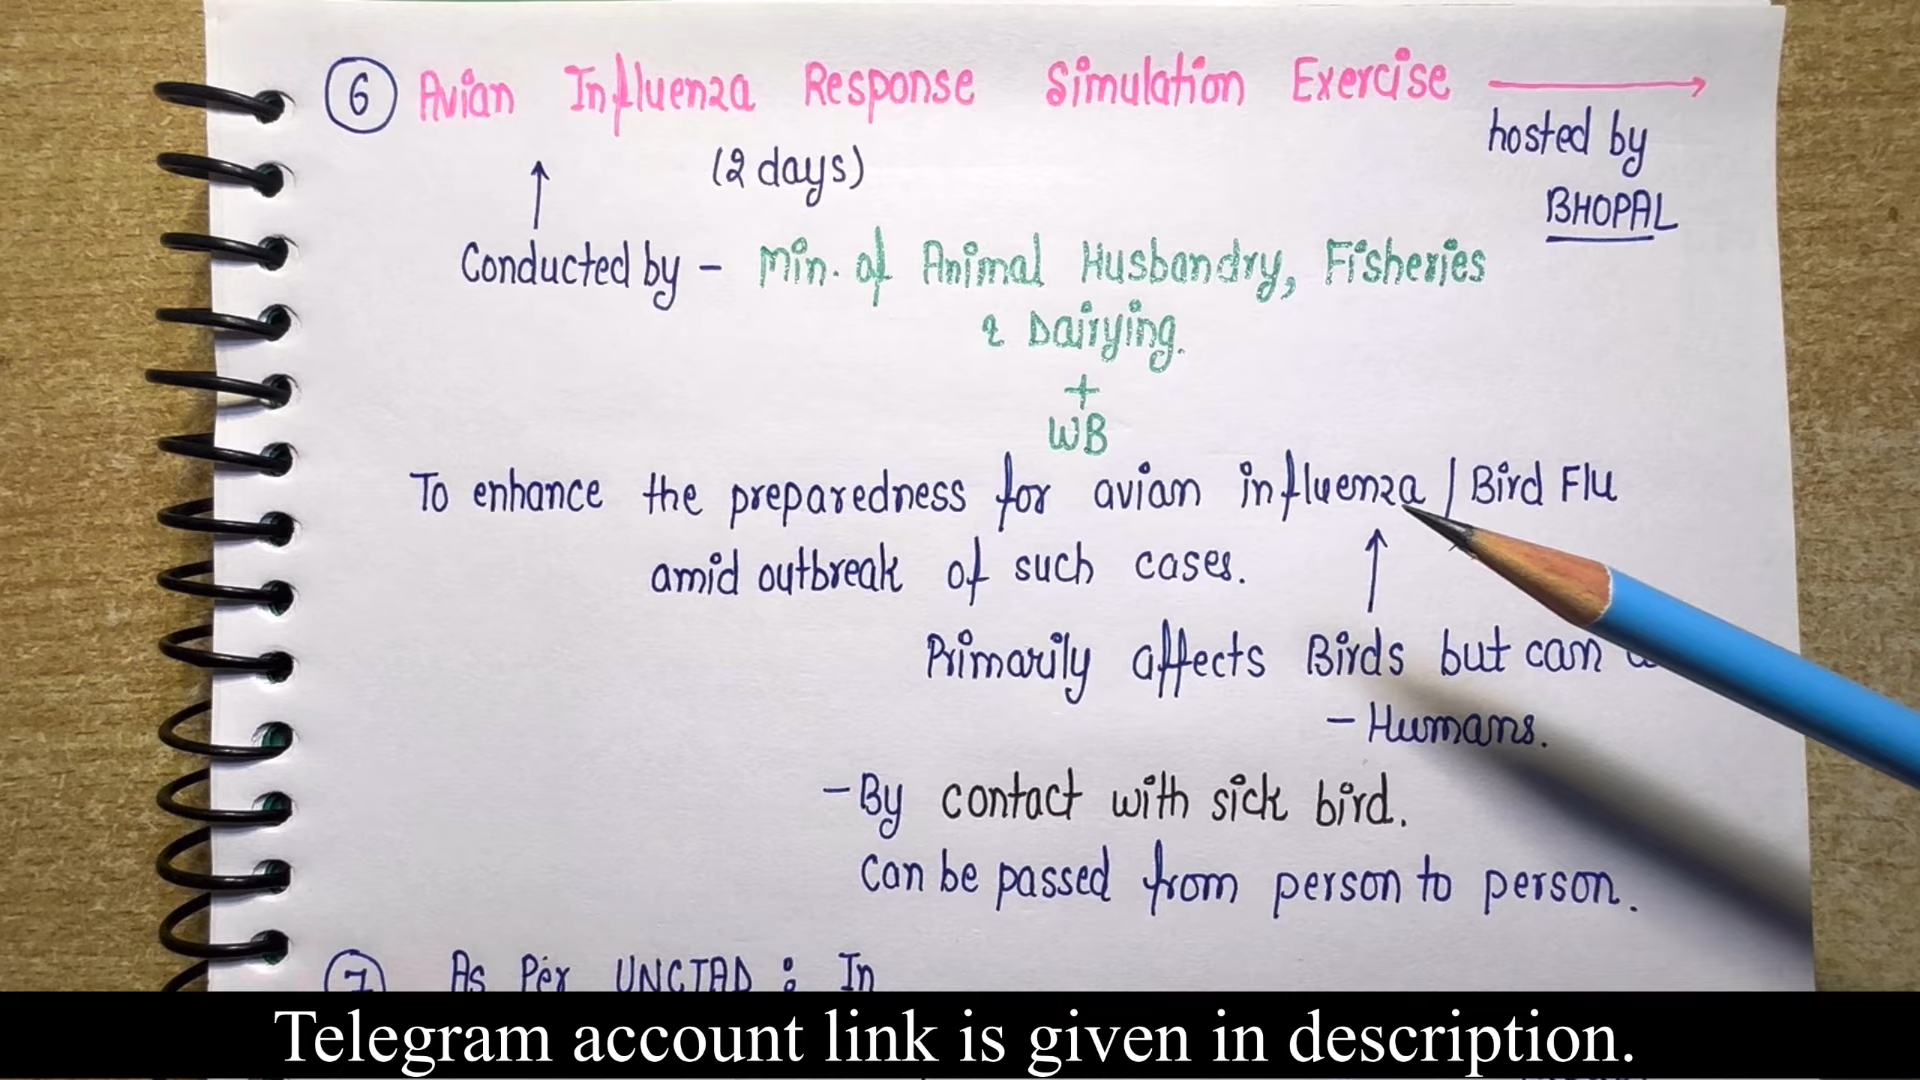 6 Avian Influenza Response Simulation Exercise →
hosted by
BHOPAL
(2 days)
Conducted by - Min. of Animal Husbandry, Fisheries
& Dairying.
+
WB
To enhance the preparedness for avian influenza / Bird Flu
amid outbreak of such cases.
Primarily affects Birds but can
- Humans.
- By contact with sick bird.
Can be passed from person to person.
7 As Per UNCTAD : In
Telegram account link is given in description.